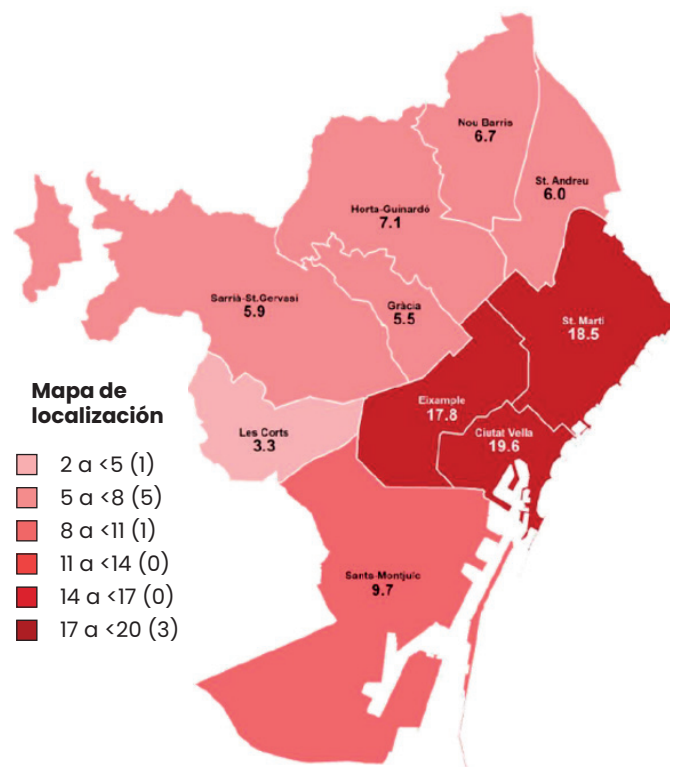 Nou Barris
6.7
St. Andreu
6.0
Horta-Guinardó
7.1
Sarrià-St.Gervasi
5.9
Gràcia
5.5
St. Martí
18.5
Eixample
17.8
Ciutat Vella
19.6
Les Corts
3.3
Sants-Montjuïc
9.7
Mapa de
localización
2 a <5 (1)
5 a <8 (5)
8 a <11 (1)
11 a <14 (0)
14 a <17 (0)
17 a <20 (3)